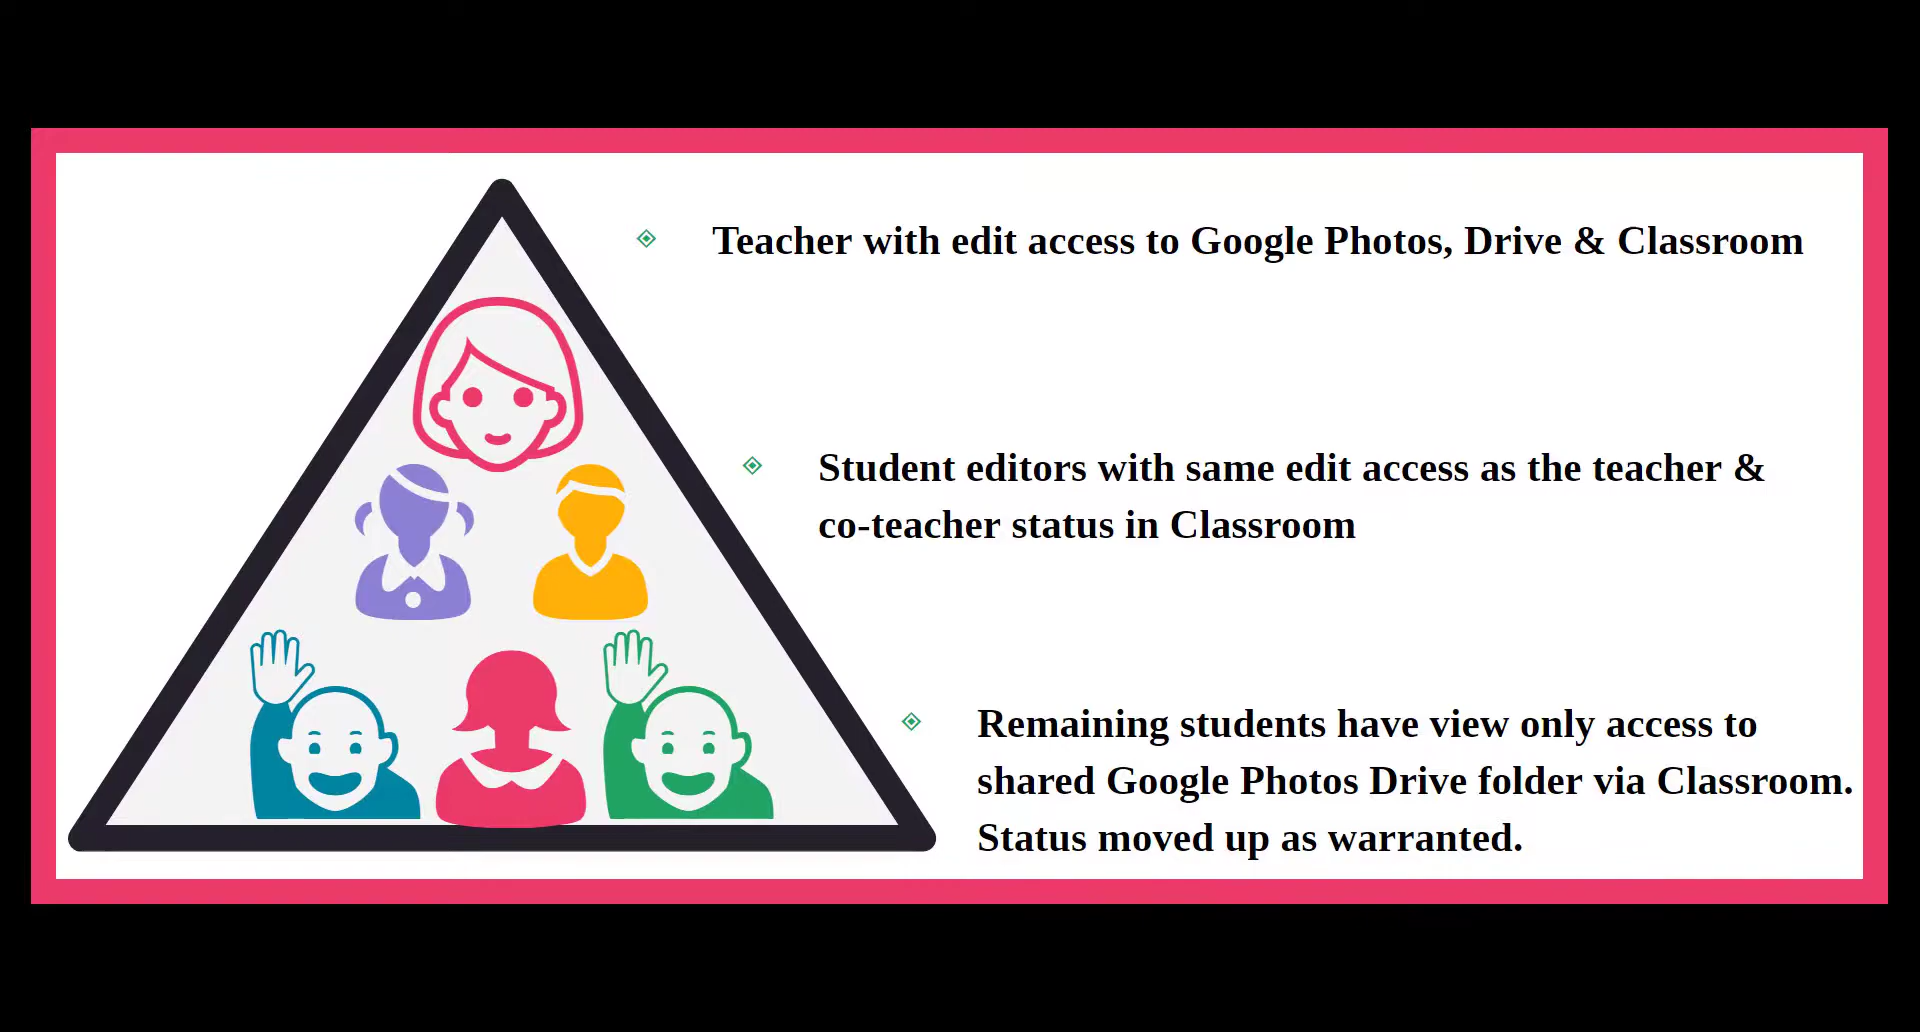 Teacher with edit access to Google Photos, Drive & Classroom
Student editors with same edit access as the teacher &
co-teacher status in Classroom
Remaining students have view only access to
shared Google Photos Drive folder via Classroom.
Status moved up as warranted.